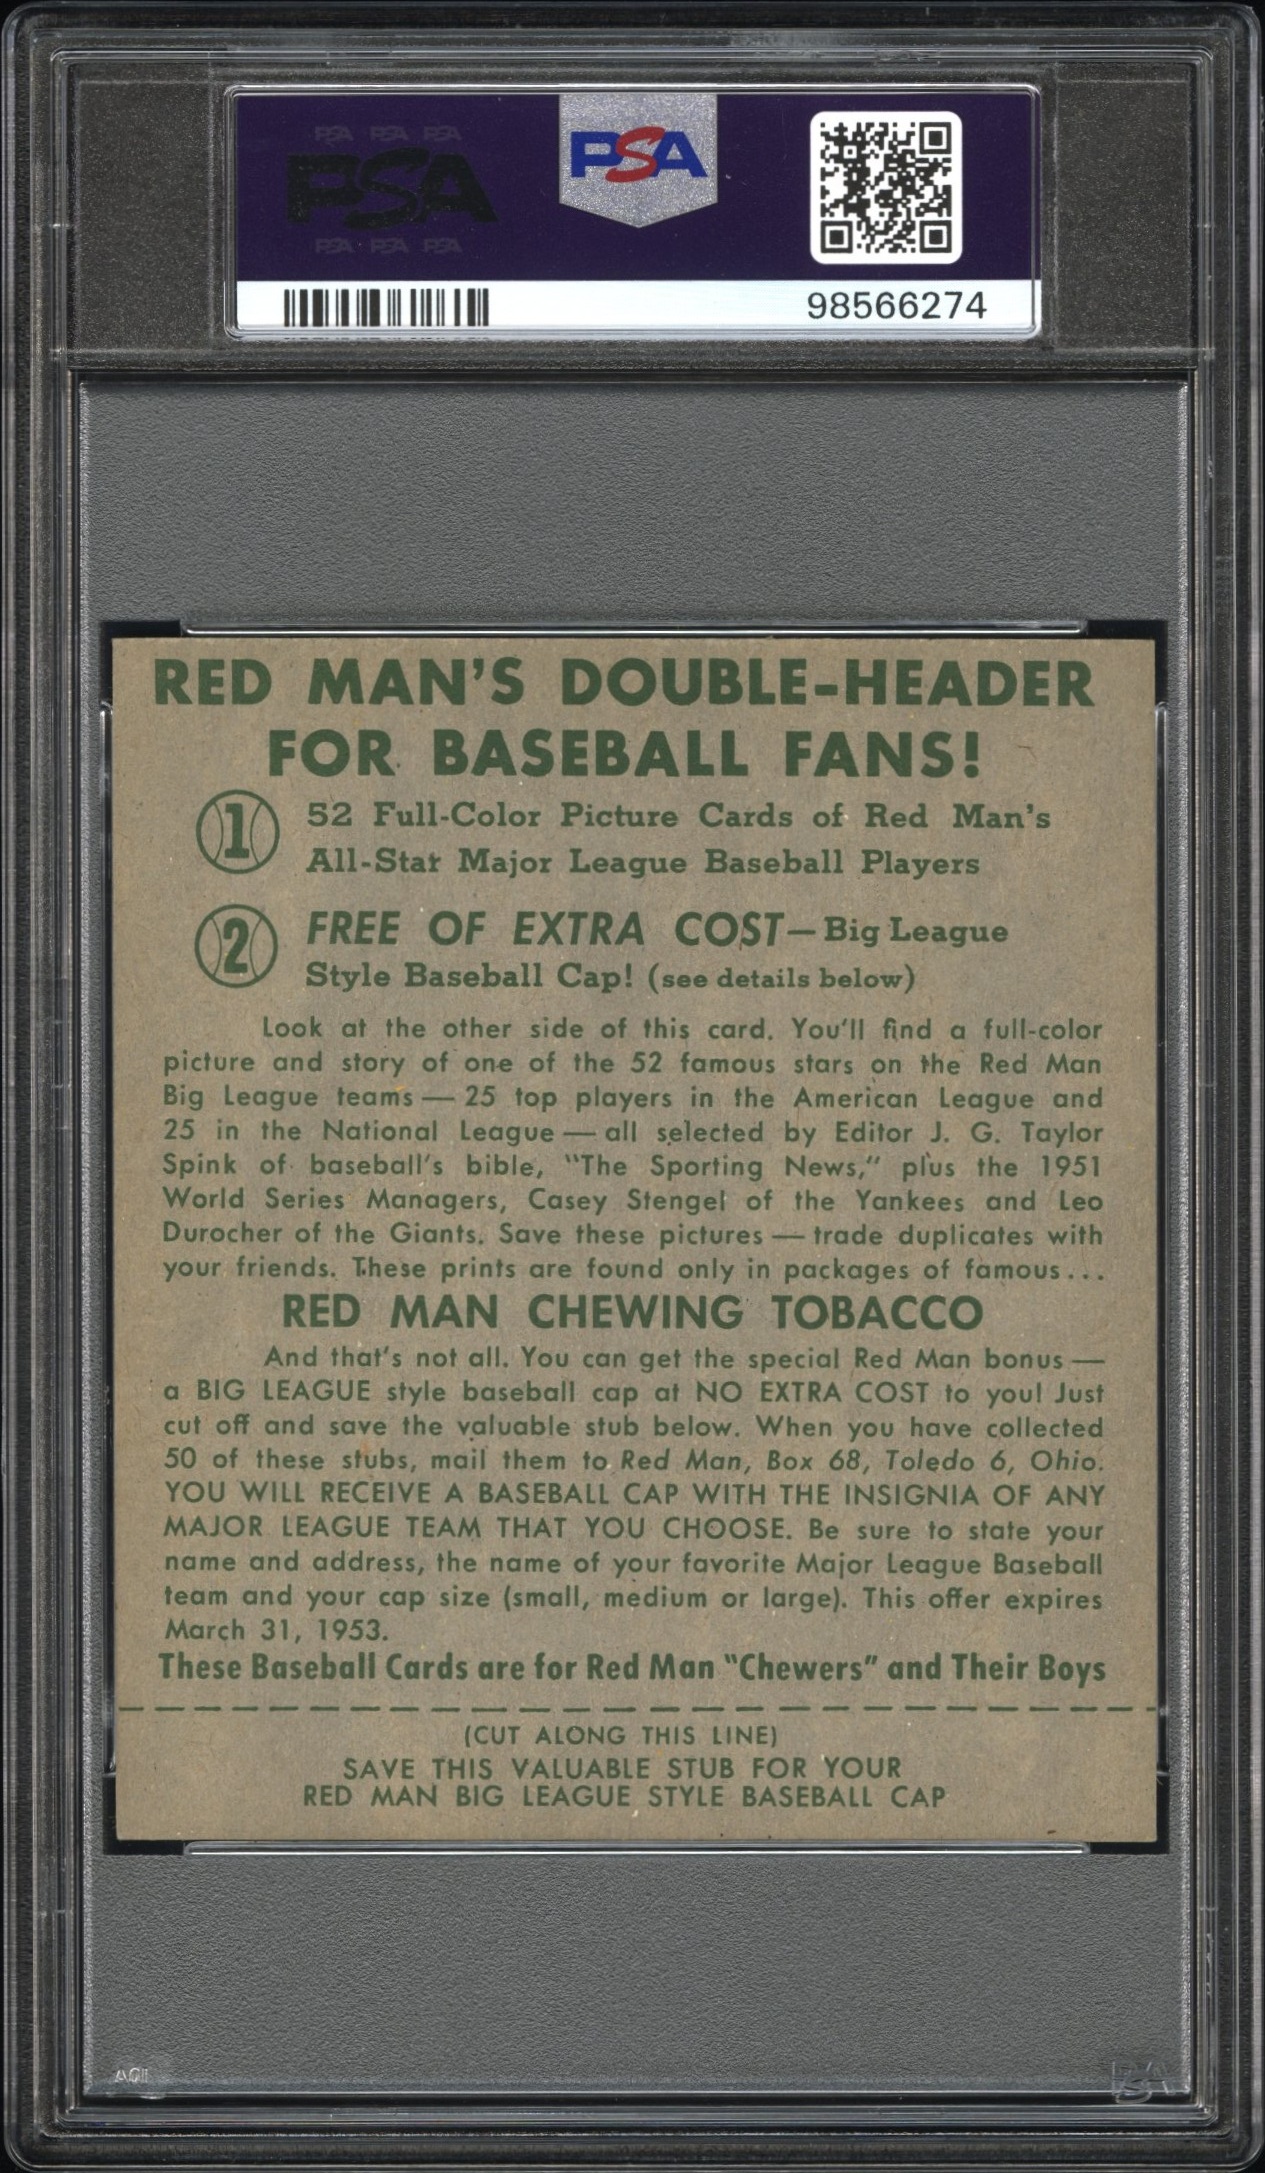 PSA PSA PSA
PSA
PSA PSA PSA
PSA
98566274
RED MAN'S DOUBLE-HEADER
FOR BASEBALL FANS!
1 52 Full-Color Picture Cards of Red Man's
All-Star Major League Baseball Players
2 FREE OF EXTRA COST—Big League
Style Baseball Cap! (see details below)
Look at the other side of this card. You'll find a full-color
picture and story of one of the 52 famous stars on the Red Man
Big League teams — 25 top players in the American League and
25 in the National League — all selected by Editor J. G. Taylor
Spink of baseball's bible, "The Sporting News," plus the 1951
World Series Managers, Casey Stengel of the Yankees and Leo
Durocher of the Giants. Save these pictures — trade duplicates with
your friends. These prints are found only in packages of famous...
RED MAN CHEWING TOBACCO
And that's not all. You can get the special Red Man bonus —
a BIG LEAGUE style baseball cap at NO EXTRA COST to you! Just
cut off and save the valuable stub below. When you have collected
50 of these stubs, mail them to Red Man, Box 68, Toledo 6, Ohio.
YOU WILL RECEIVE A BASEBALL CAP WITH THE INSIGNIA OF ANY
MAJOR LEAGUE TEAM THAT YOU CHOOSE. Be sure to state your
name and address, the name of your favorite Major League Baseball
team and your cap size (small, medium or large). This offer expires
March 31, 1953.
These Baseball Cards are for Red Man "Chewers" and Their Boys
(CUT ALONG THIS LINE)
SAVE THIS VALUABLE STUB FOR YOUR
RED MAN BIG LEAGUE STYLE BASEBALL CAP
PSA